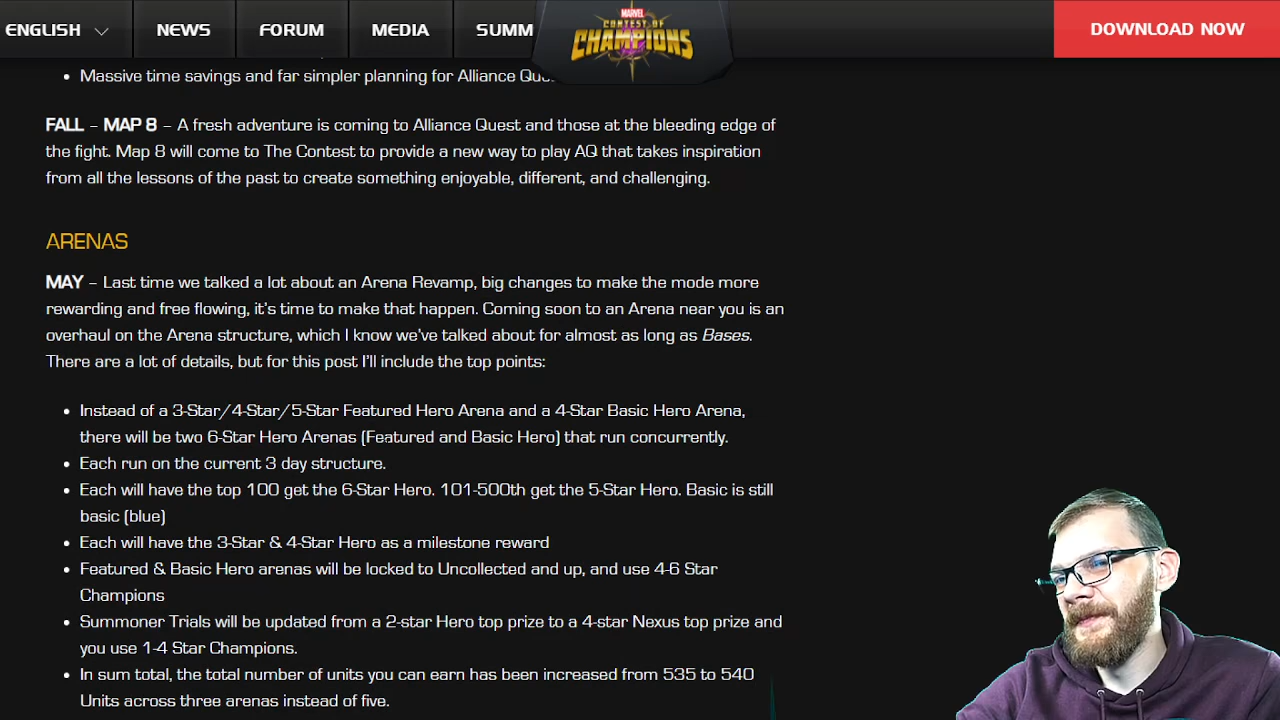 ENGLISH NEWS FORUM MEDIA SUMM MARVEL CONTEST OF CHAMPIONS DOWNLOAD NOW
Massive time savings and far simpler planning for Alliance
FALL – MAP 8 – A fresh adventure is coming to Alliance Quest and those at the bleeding edge of
the fight. Map 8 will come to The Contest to provide a new way to play AQ that takes inspiration
from all the lessons of the past to create something enjoyable, different, and challenging.
ARENAS
MAY – Last time we talked a lot about an Arena Revamp, big changes to make the mode more
rewarding and free flowing, it's time to make that happen. Coming soon to an Arena near you is an
overhaul on the Arena structure, which I know we've talked about for almost as long as Bases.
There are a lot of details, but for this post I'll include the top points:
Instead of a 3-Star/4-Star/5-Star Featured Hero Arena and a 4-Star Basic Hero Arena,
there will be two 6-Star Hero Arenas (Featured and Basic Hero) that run concurrently.
Each run on the current 3 day structure.
Each will have the top 100 get the 6-Star Hero. 101-500th get the 5-Star Hero. Basic is still
basic (blue)
Each will have the 3-Star & 4-Star Hero as a milestone reward
Featured & Basic Hero arenas will be locked to Uncollected and up, and use 4-6 Star
Champions
Summoner Trials will be updated from a 2-star Hero top prize to a 4-star Nexus top prize and
you use 1-4 Star Champions.
In sum total, the total number of units you can earn has been increased from 535 to 540
Units across three arenas instead of five.